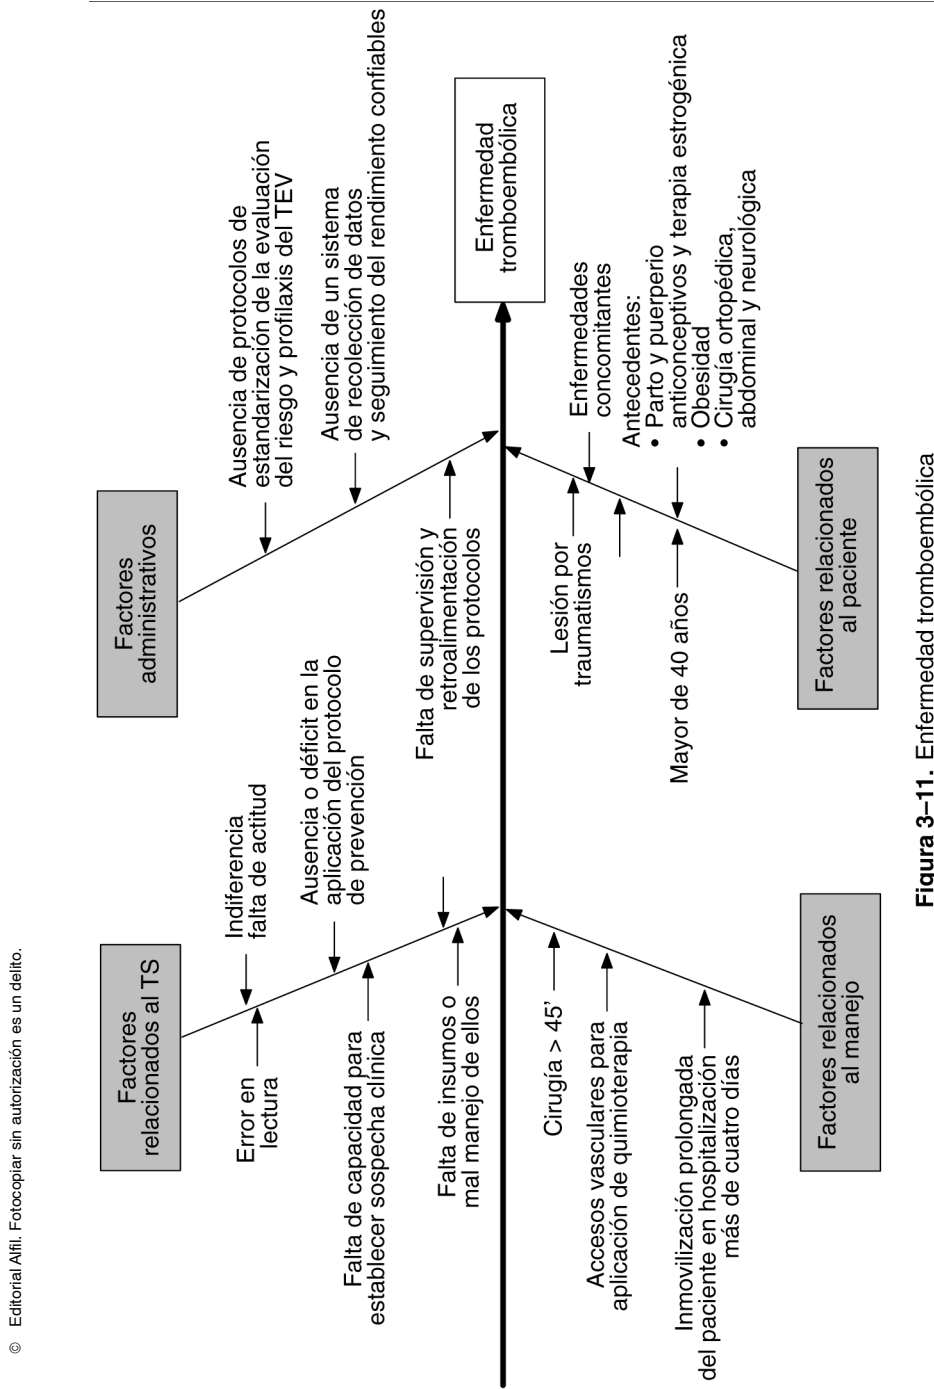 © Editorial Alfil. Fotocopiar sin autorización es un delito.
Factores
relacionados al TS
Error en
lectura
Indiferencia
falta de actitud
Ausencia o déficit en la
aplicación del protocolo
de prevención
Falta de capacidad para
establecer sospecha clínica
Falta de insumos o
mal manejo de ellos
Factores
administrativos
Ausencia de protocolos de
estandarización de la evaluación
del riesgo y profilaxis del TEV
Ausencia de un sistema
de recolección de datos
y seguimiento del rendimiento confiables
Falta de supervisión y
retroalimentación
de los protocolos
Enfermedad
tromboembólica
Cirugía > 45'
Accesos vasculares para
aplicación de quimioterapia
Inmovilización prolongada
del paciente en hospitalización
más de cuatro días
Factores relacionados
al manejo
Lesión por
traumatismos
Enfermedades
concomitantes
Antecedentes:
• Parto y puerperio
anticonceptivos y terapia estrogénica
• Obesidad
• Cirugía ortopédica,
abdominal y neurológica
Mayor de 40 años
Factores relacionados
al paciente
Figura 3–11. Enfermedad tromboembólica